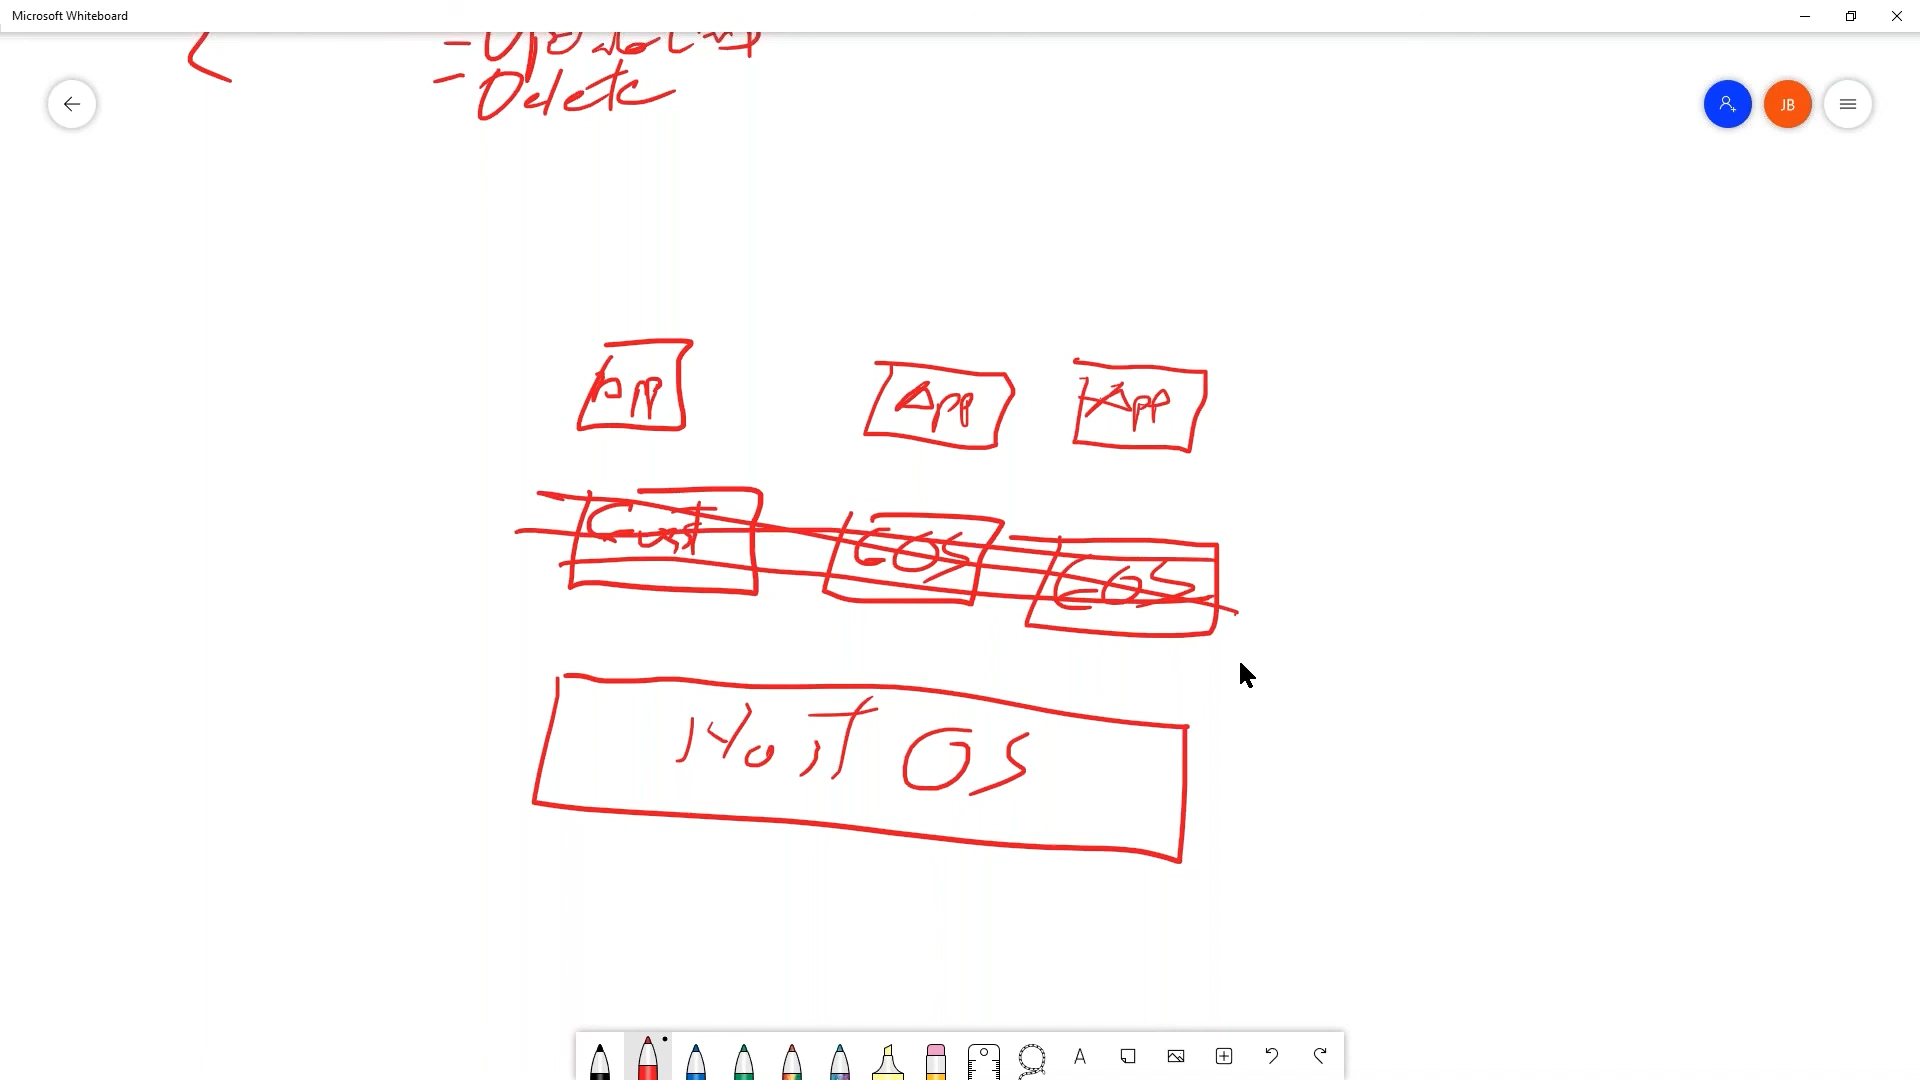 Microsoft Whiteboard
- Delete
JB
App App App
Guest GOS GOS
Host OS
A